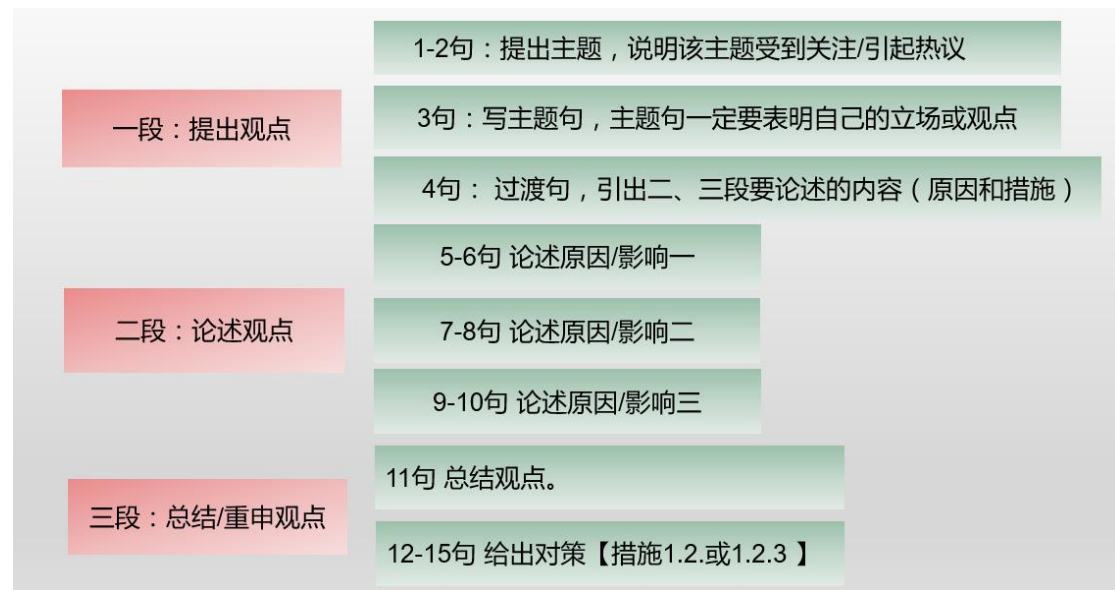 1-2句：提出主题，说明该主题受到关注/引起热议
一段：提出观点
3句：写主题句，主题句一定要表明自己的立场或观点
4句： 过渡句，引出二、三段要论述的内容（原因和措施）
5-6句 论述原因/影响一
二段：论述观点
7-8句 论述原因/影响二
9-10句 论述原因/影响三
11句 总结观点。
三段：总结/重申观点
12-15句 给出对策【措施1.2.或1.2.3 】